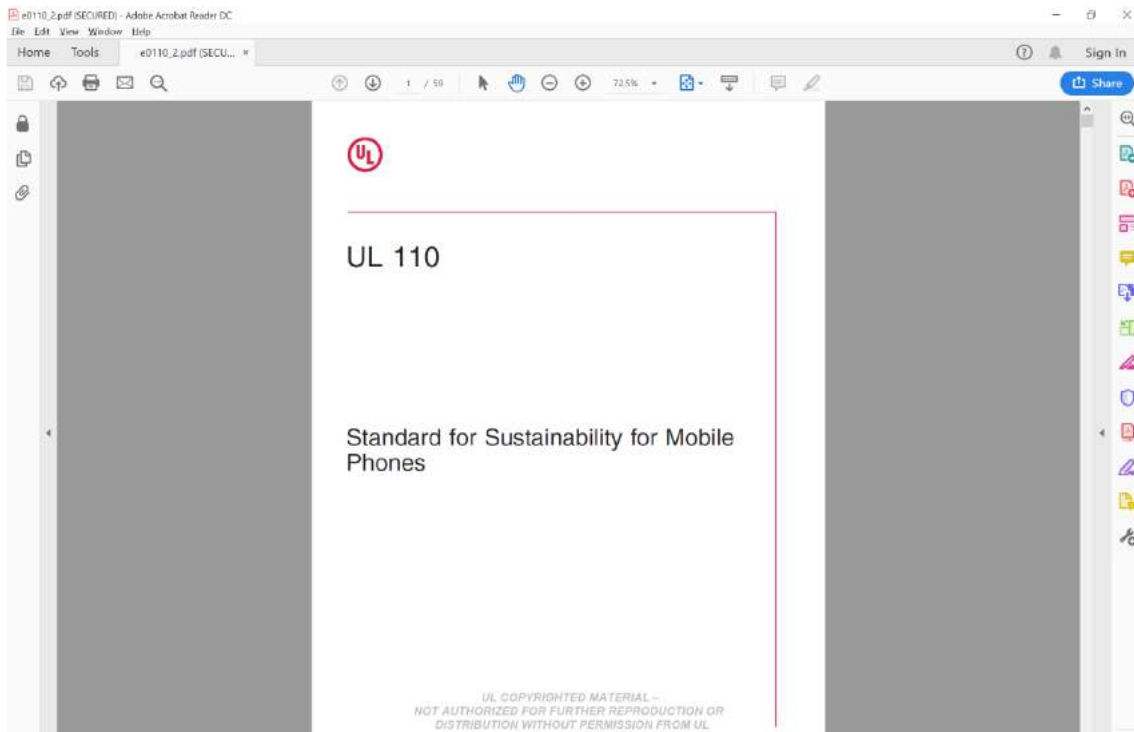 e0110_2.pdf (SECURED) - Adobe Acrobat Reader DC
File Edit View Window Help
Home Tools e0110_2.pdf (SECU... × Sign In
1 / 59 72.5% Share
UL
UL 110
Standard for Sustainability for Mobile
Phones
UL COPYRIGHTED MATERIAL –
NOT AUTHORIZED FOR FURTHER REPRODUCTION OR
DISTRIBUTION WITHOUT PERMISSION FROM UL